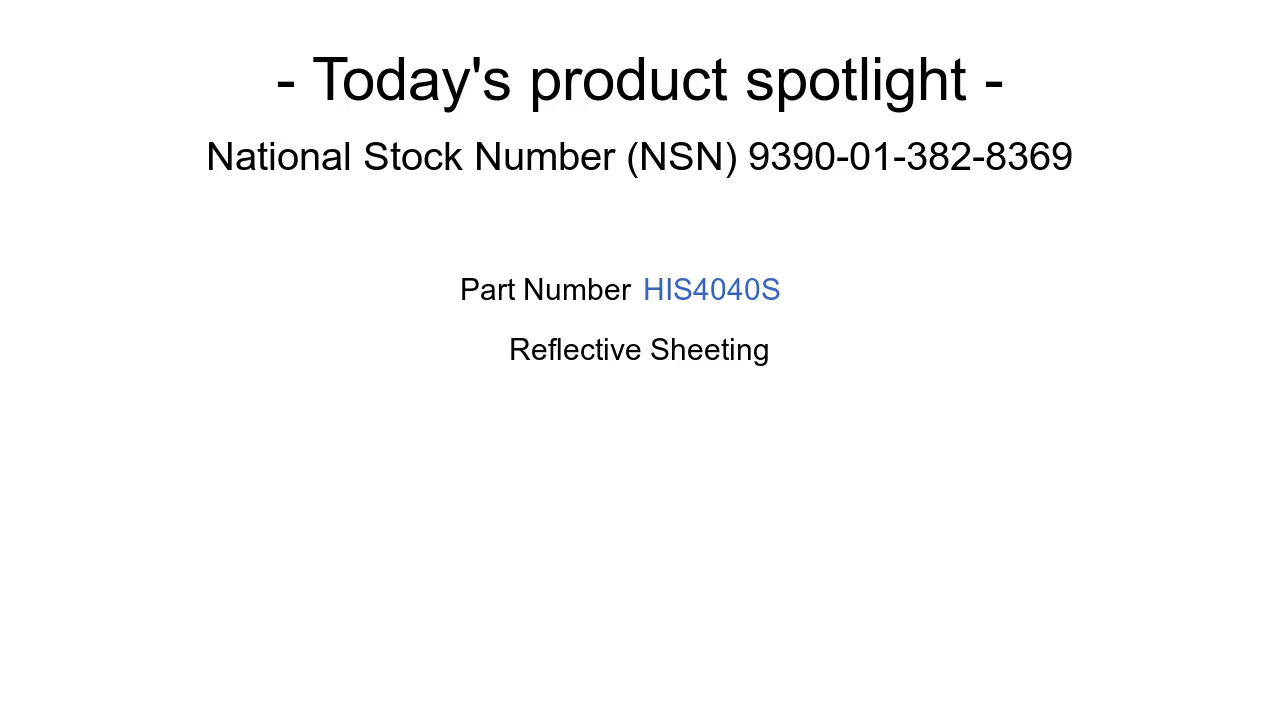 - Today's product spotlight -
National Stock Number (NSN) 9390-01-382-8369
Part Number HIS4040S
Reflective Sheeting